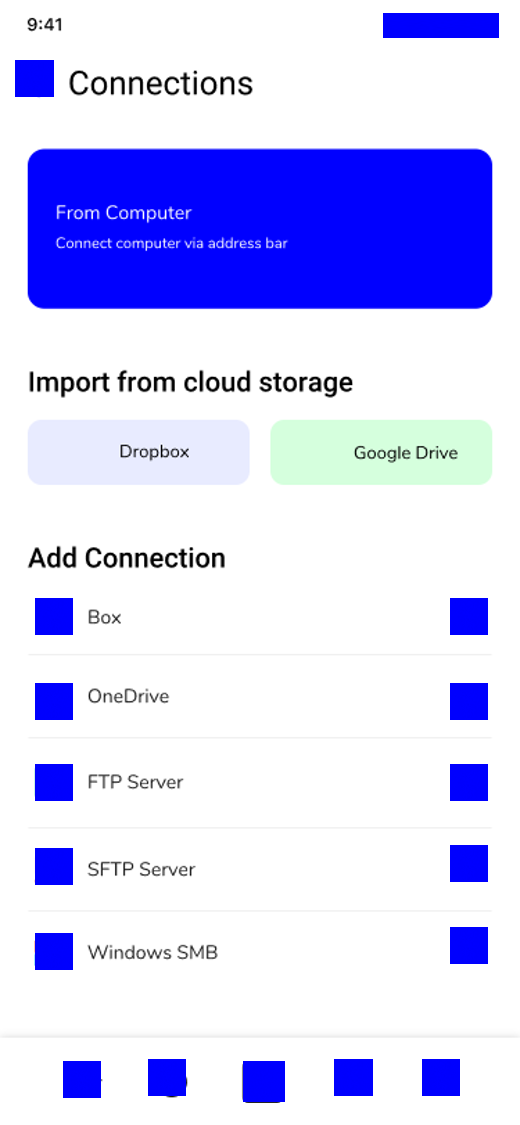 9:41
Connections
From Computer
Connect computer via address bar
Import from cloud storage
Dropbox
Google Drive
Add Connection
Box
OneDrive
FTP Server
SFTP Server
Windows SMB